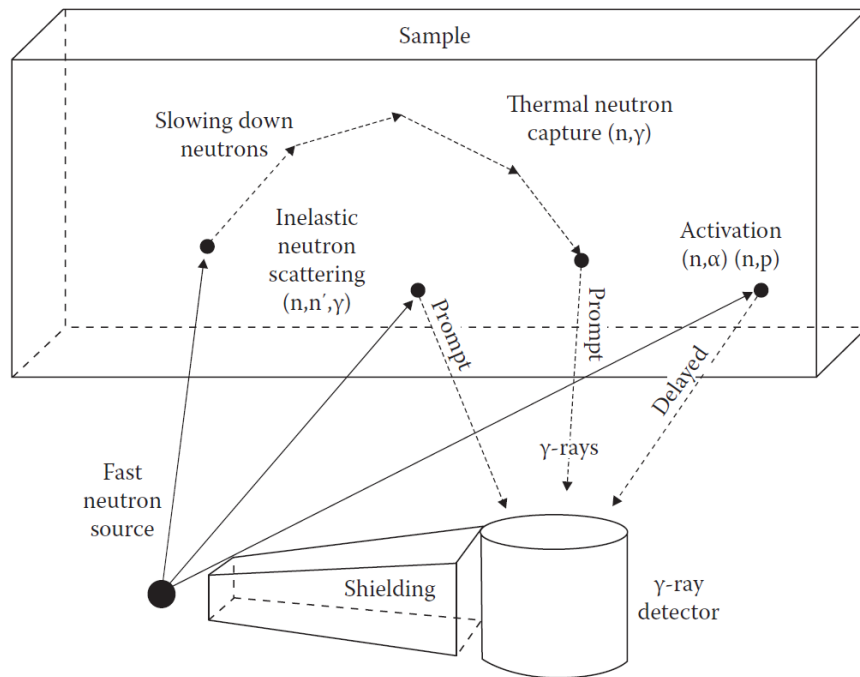 Sample
Slowing down
neutrons
Thermal neutron
capture (n,γ)
Inelastic
neutron
scattering
(n,n′,γ)
Activation
(n,α) (n,p)
Prompt
Prompt
Delayed
γ-rays
Fast
neutron
source
Shielding
γ-ray
detector